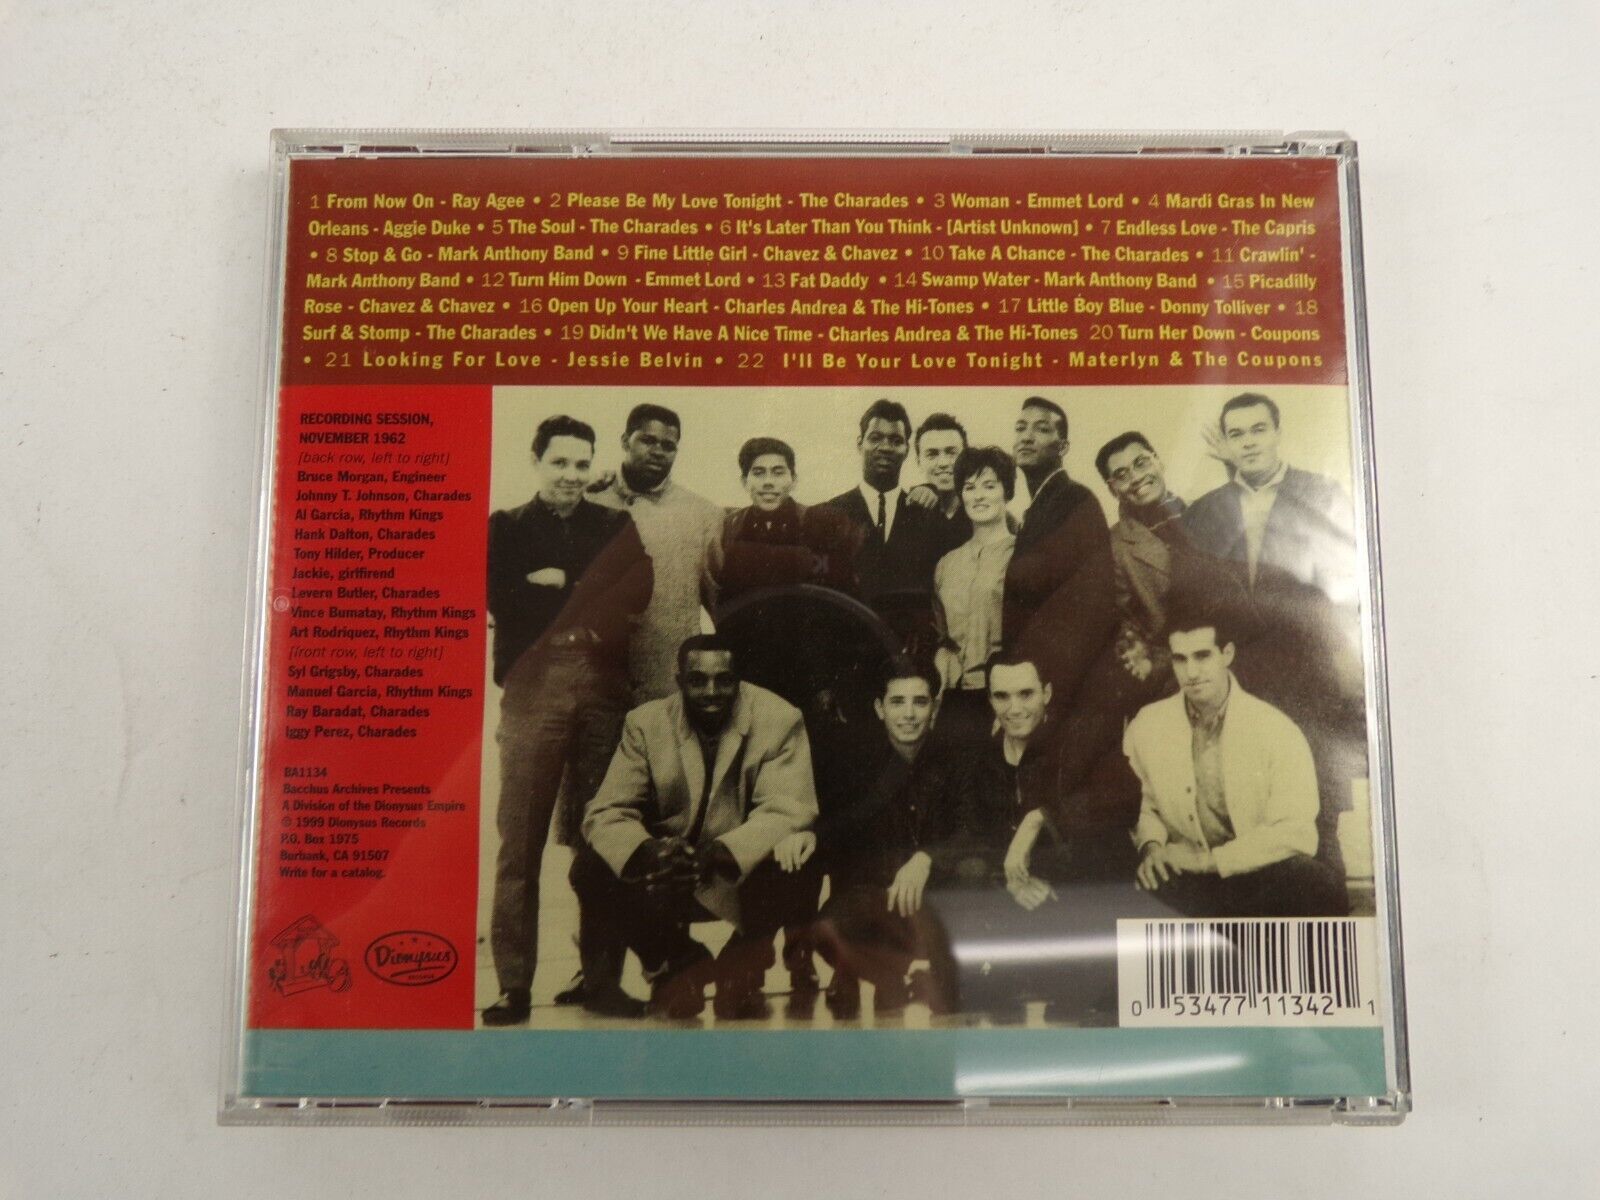 1 From Now On - Ray Agee • 2 Please Be My Love Tonight - The Charades • 3 Woman - Emmet Lord • 4 Mardi Gras In New
Orleans - Aggie Duke • 5 The Soul - The Charades • 6 It's Later Than You Think - [Artist Unknown] • 7 Endless Love - The Capris
• 8 Stop & Go - Mark Anthony Band • 9 Fine Little Girl - Chavez & Chavez • 10 Take A Chance - The Charades • 11 Crawlin' -
Mark Anthony Band • 12 Turn Him Down - Emmet Lord • 13 Fat Daddy • 14 Swamp Water - Mark Anthony Band • 15 Picadilly
Rose - Chavez & Chavez • 16 Open Up Your Heart - Charles Andrea & The Hi-Tones • 17 Little Boy Blue - Donny Tolliver • 18
Surf & Stomp - The Charades • 19 Didn't We Have A Nice Time - Charles Andrea & The Hi-Tones 20 Turn Her Down - Coupons
• 21 Looking For Love - Jessie Belvin • 22 I'll Be Your Love Tonight - Materlyn & The Coupons
RECORDING SESSION,
NOVEMBER 1962
[back row, left to right]
Bruce Morgan, Engineer
Johnny T. Johnson, Charades
Al Garcia, Rhythm Kings
Hank Dalton, Charades
Tony Hilder, Producer
Jackie, girlfirend
Levern Butler, Charades
Vince Bumatay, Rhythm Kings
Art Rodriquez, Rhythm Kings
[front row, left to right]
Syl Grigsby, Charades
Manuel Garcia, Rhythm Kings
Ray Baradat, Charades
Iggy Perez, Charades
BA1134
Bacchus Archives Presents
A Division of the Dionysus Empire
© 1999 Dionysus Records
P.O. Box 1975
Burbank, CA 91507
Write for a catalog.
Dionysus
RECORDS
0 53477 11342 1